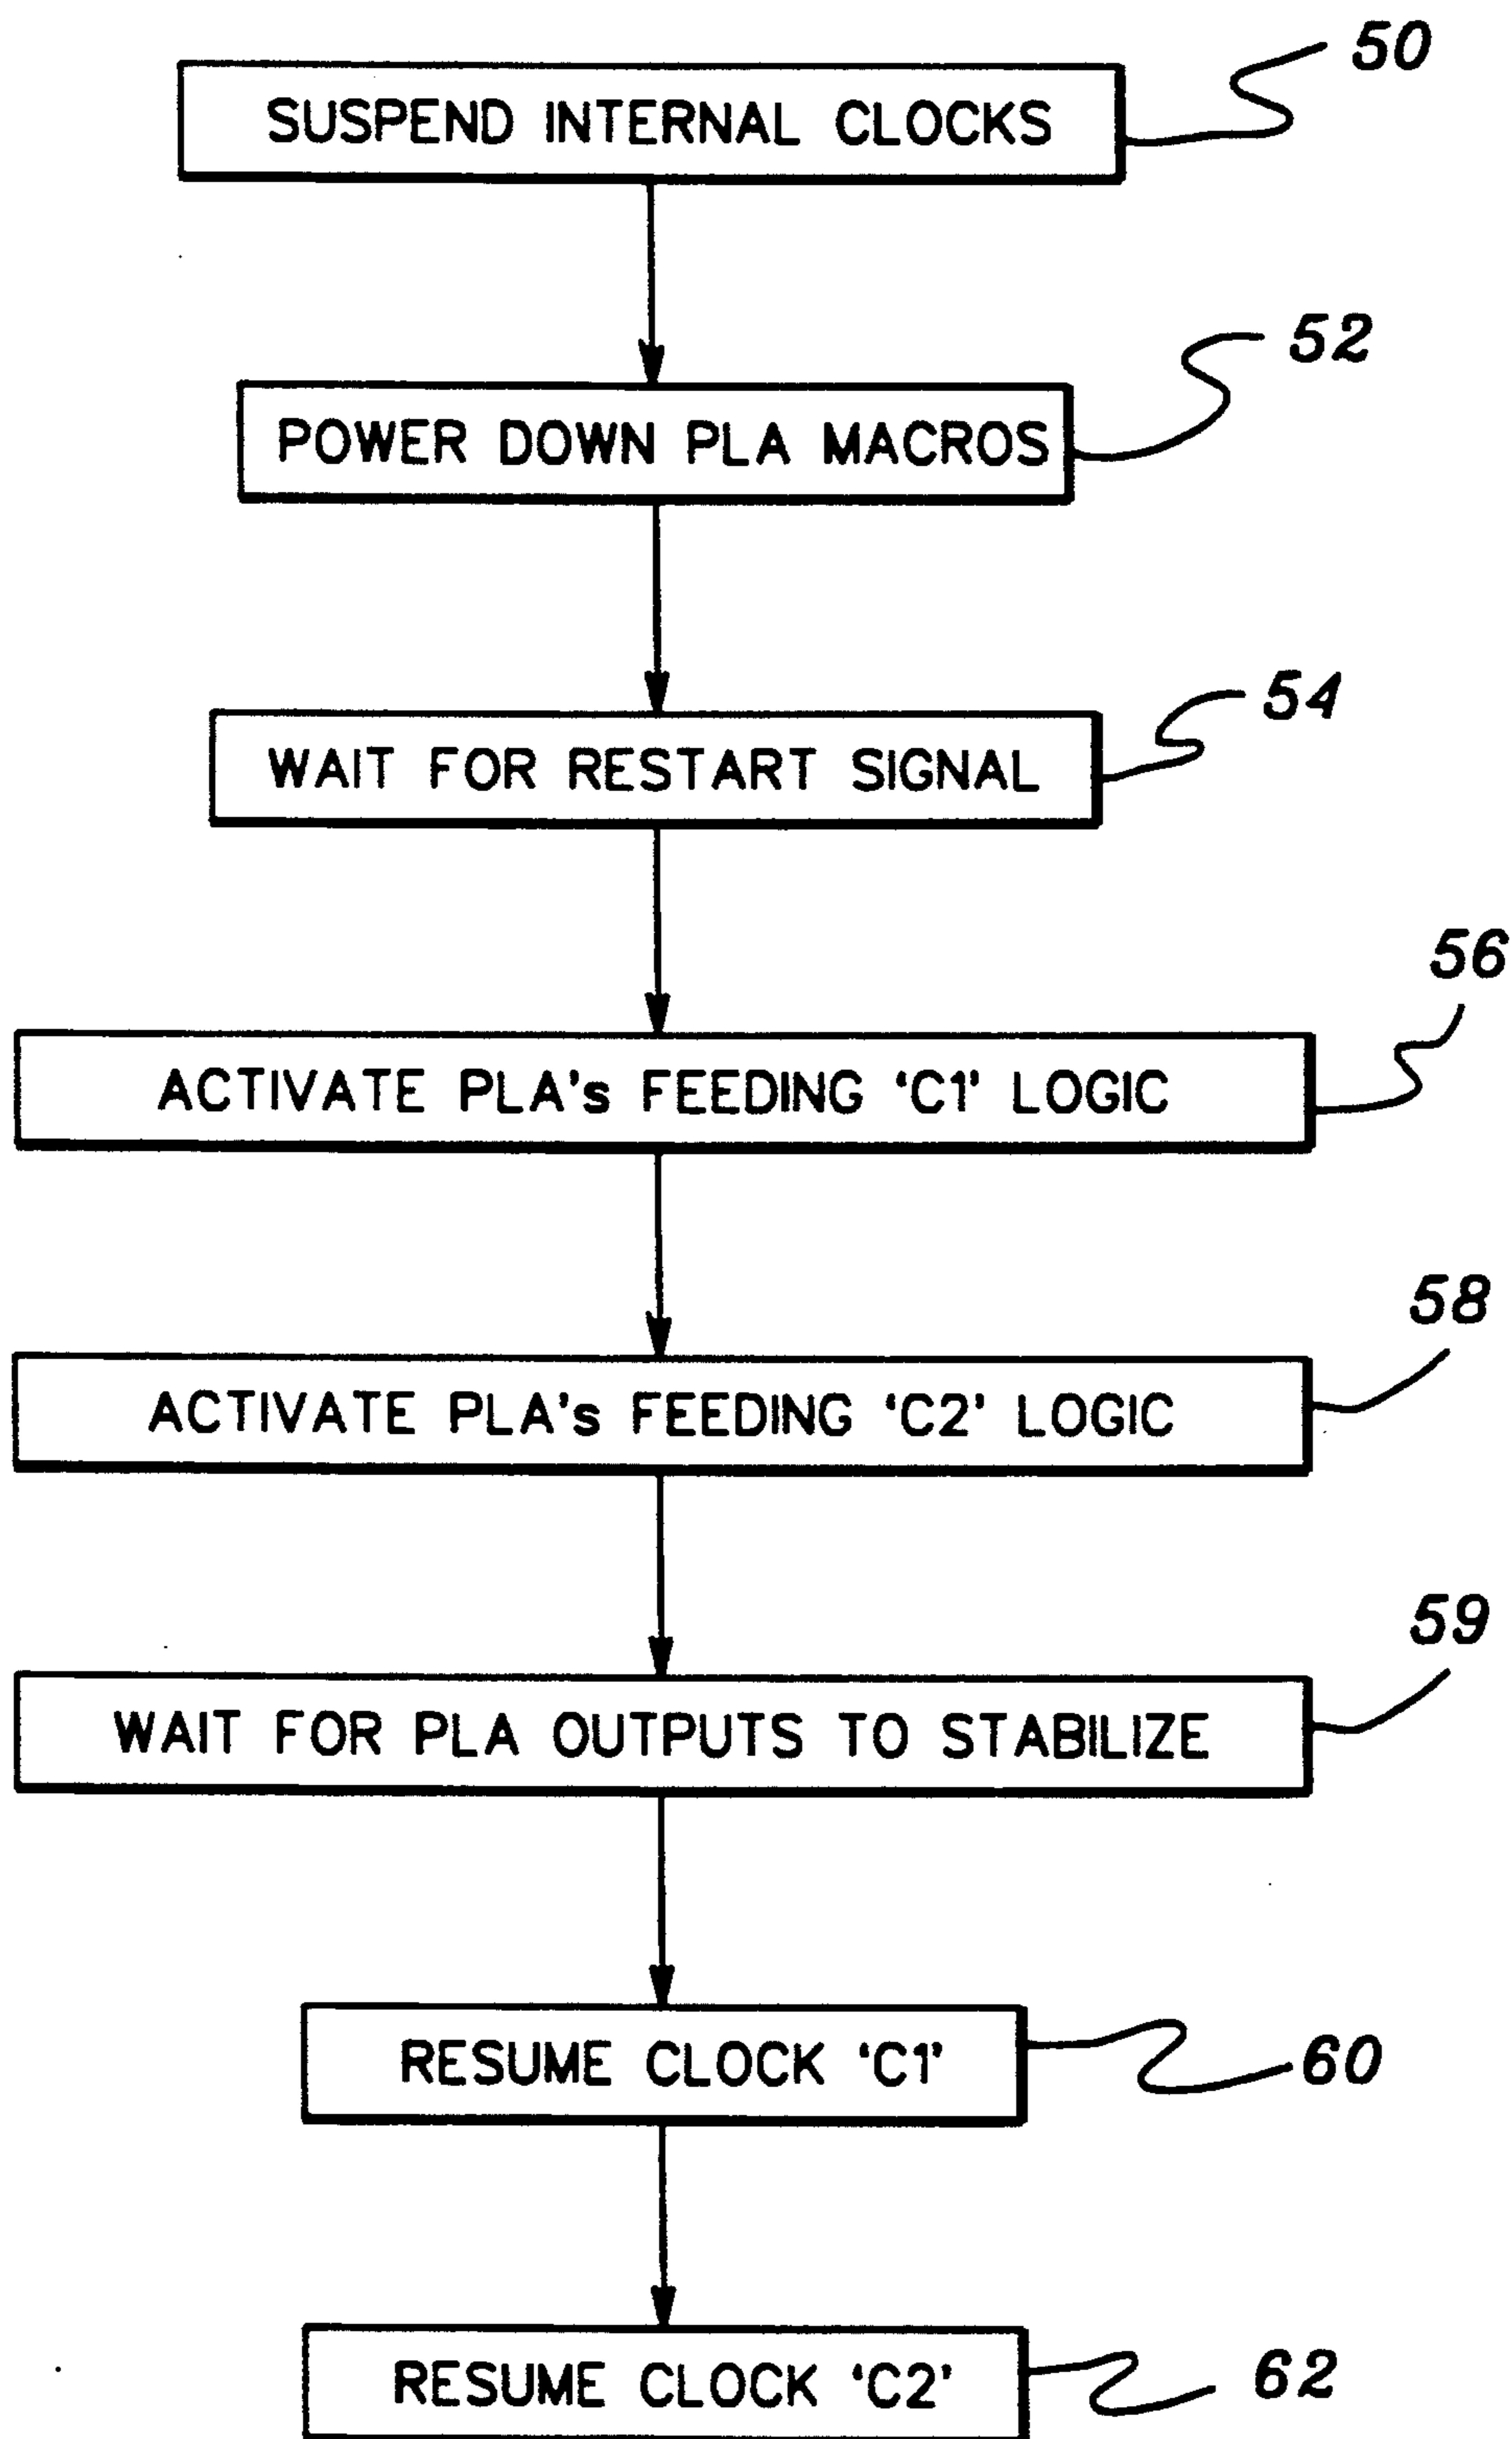 50
SUSPEND INTERNAL CLOCKS
52
POWER DOWN PLA MACROS
54
WAIT FOR RESTART SIGNAL
56
ACTIVATE PLA's FEEDING ‘C1’ LOGIC
58
ACTIVATE PLA's FEEDING ‘C2’ LOGIC
59
WAIT FOR PLA OUTPUTS TO STABILIZE
RESUME CLOCK ‘C1’
60
RESUME CLOCK ‘C2’
62